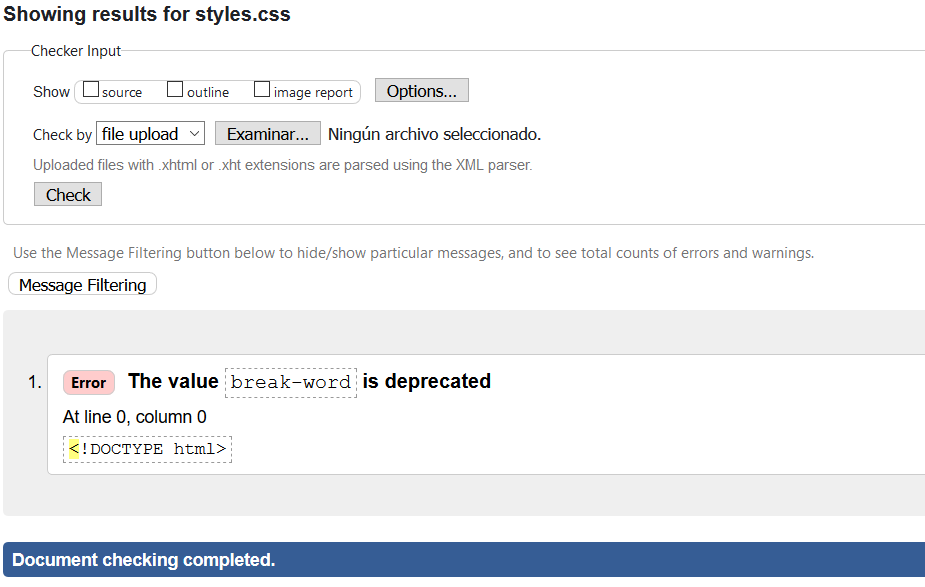 Showing results for styles.css
Checker Input
Show source outline image report Options...
Check by file upload Examinar... Ningún archivo seleccionado.
Uploaded files with .xhtml or .xht extensions are parsed using the XML parser.
Check
Use the Message Filtering button below to hide/show particular messages, and to see total counts of errors and warnings.
Message Filtering
1. Error The value break-word is deprecated
At line 0, column 0
<!DOCTYPE html>
Document checking completed.